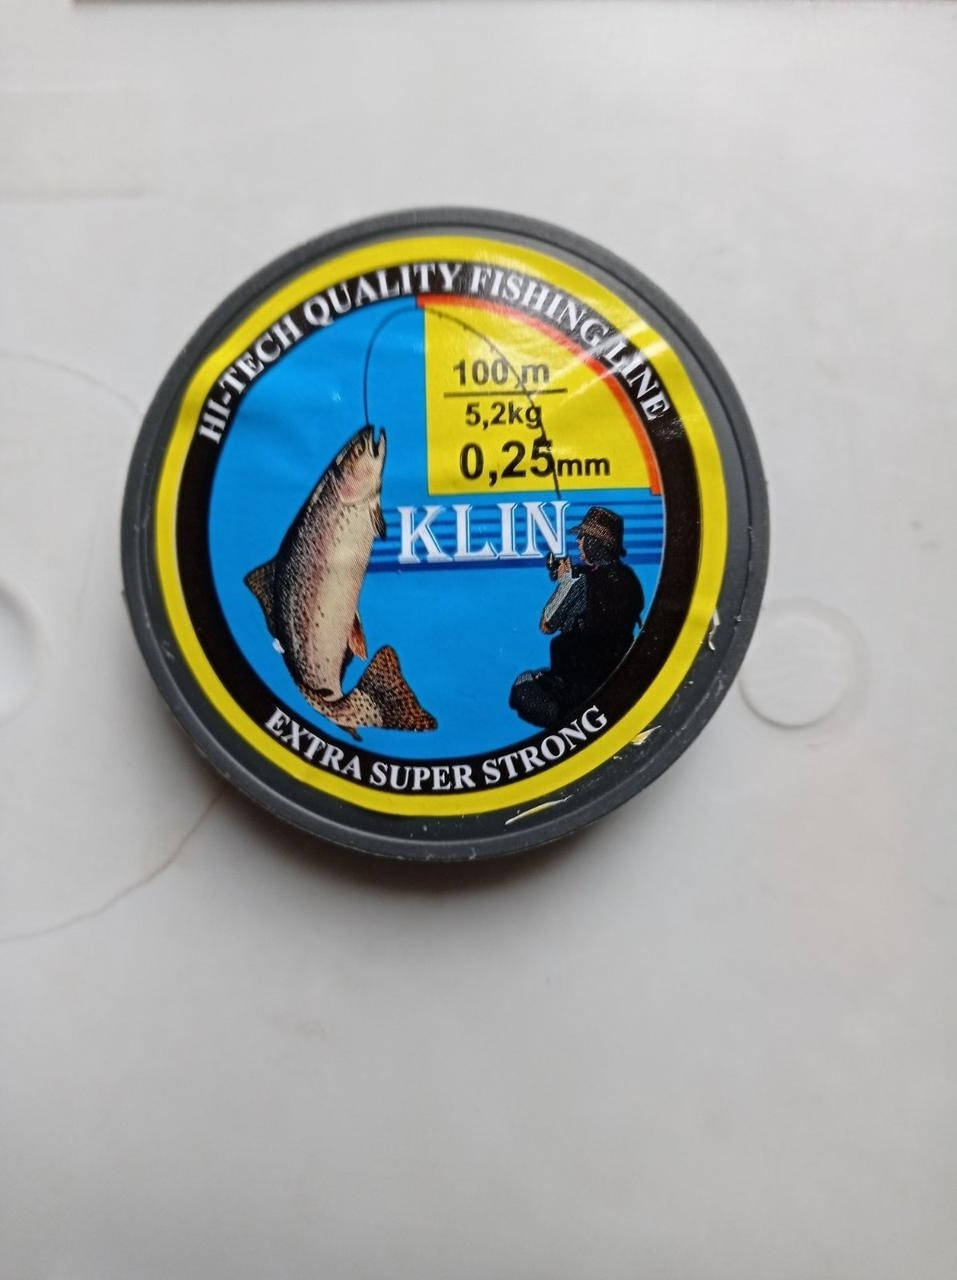 HI-TECH QUALITY FISHING LINE
100 m
5,2kg
0,25mm
KLIN
EXTRA SUPER STRONG